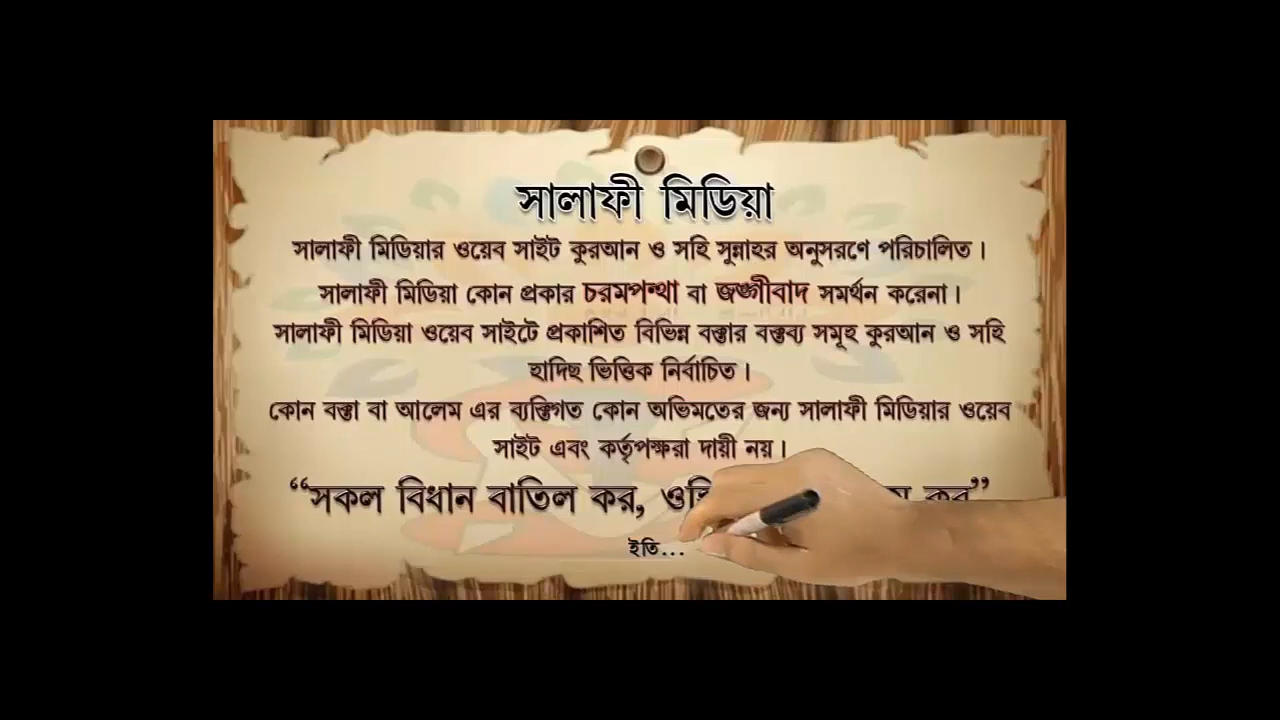 সালাফী মিডিয়া
সালাফী মিডিয়ার ওয়েব সাইট কুরআন ও সহি সুন্নাহর অনুসরণে পরিচালিত।
সালাফী মিডিয়া কোন প্রকার চরমপন্থা বা জঙ্গীবাদ সমর্থন করেনা।
সালাফী মিডিয়া ওয়েব সাইটে প্রকাশিত বিভিন্ন বক্তার বক্তব্য সমূহ কুরআন ও সহি
হাদিছ ভিত্তিক নির্বাচিত।
কোন বক্তা বা আলেম এর ব্যক্তিগত কোন অভিমতের জন্য সালাফী মিডিয়ার ওয়েব
সাইট এবং কর্তৃপক্ষরা দায়ী নয়।
“সকল বিধান বাতিল কর, কর”
ইতি...